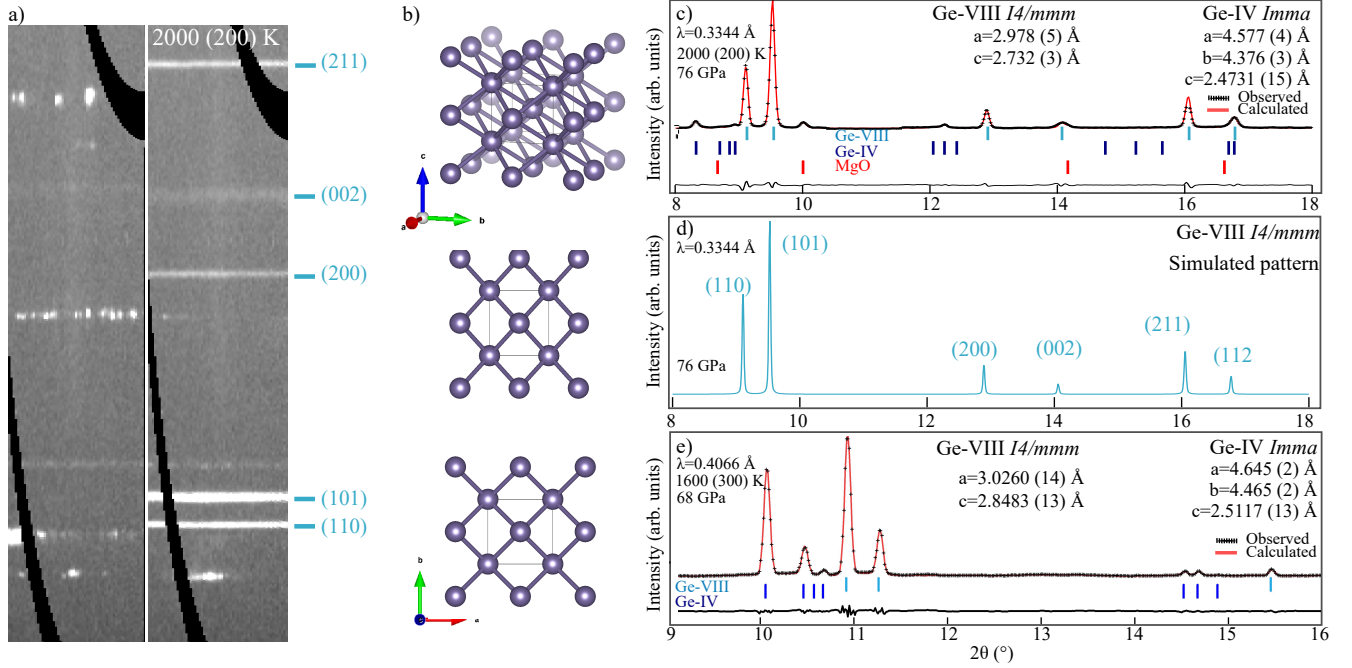 a)
2000 (200) K
(211)
(002)
(200)
(101)
(110)
b)
c
a
b
b
a
c)
λ=0.3344 Å
2000 (200) K
76 GPa
Ge-VIII I4/mmm
a=2.978 (5) Å
c=2.732 (3) Å
Ge-IV Imma
a=4.577 (4) Å
b=4.376 (3) Å
c=2.4731 (15) Å
Observed
Calculated
Ge-VIII
Ge-IV
MgO
Intensity (arb. units)
8 10 12 14 16 18
d)
λ=0.3344 Å
76 GPa
Ge-VIII I4/mmm
Simulated pattern
(110)
(101)
(200)
(002)
(211)
(112
Intensity (arb. units)
8 10 12 14 16 18
e)
λ=0.4066 Å
1600 (300) K
68 GPa
Ge-VIII I4/mmm
a=3.0260 (14) Å
c=2.8483 (13) Å
Ge-IV Imma
a=4.645 (2) Å
b=4.465 (2) Å
c=2.5117 (13) Å
Observed
Calculated
Ge-VIII
Ge-IV
Intensity (arb. units)
9 10 11 12 13 14 15 16
2θ (°)